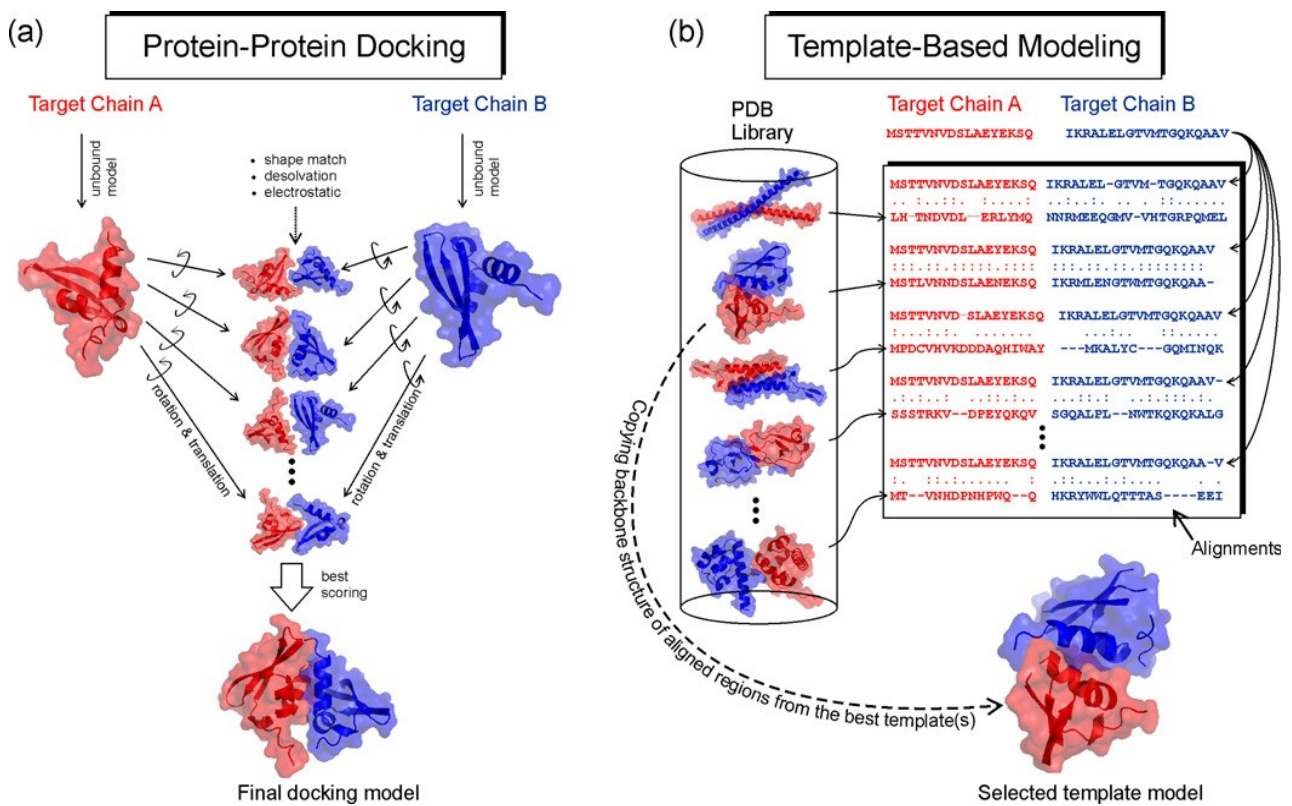 (a)
Protein-Protein Docking
Target Chain A
Target Chain B
unbound
model
• shape match
• desolvation
• electrostatic
unbound
model
rotation & translation
rotation & translation
best
scoring
Final docking model
(b)
Template-Based Modeling
PDB
Library
Target Chain A
Target Chain B
MSTTVNVDSLAEYEKSQ IKRALELGTVMTGQKQAAV
MSTTVNVDSLAEYEKSQ IKRALEL-GTVM-TGQKQAAV
LH-TNDVDL--ERLYMQ NNRMEEQGMV-VHTGRPQMEL
MSTTVNVDSLAEYEKSQ IKRALELGTVMTGQKQAAV
MSTLVNNDSLAENEKSQ IKRMLENGTWMTGQKQAA-
MSTTVNVD-SLAEYEKSQ IKRALELGTVMTGQKQAAV
MPDCVHVKDDDAQHIWAY ---MKALYC---GQMINQK
MSTTVNVDSLAEYEKSQ IKRALELGTVMTGQKQAAV-
SSSTRKV--DPEYQKQV SGQALPL--NWTKQKQKALG
MSTTVNVDSLAEYEKSQ IKRALELGTVMTGQKQAA-V
MT--VNHDPNHPWQ--Q HKRYWWLQTTTAS----EEI
Alignments
Copying backbone structure of aligned regions from the best template(s)
Selected template model